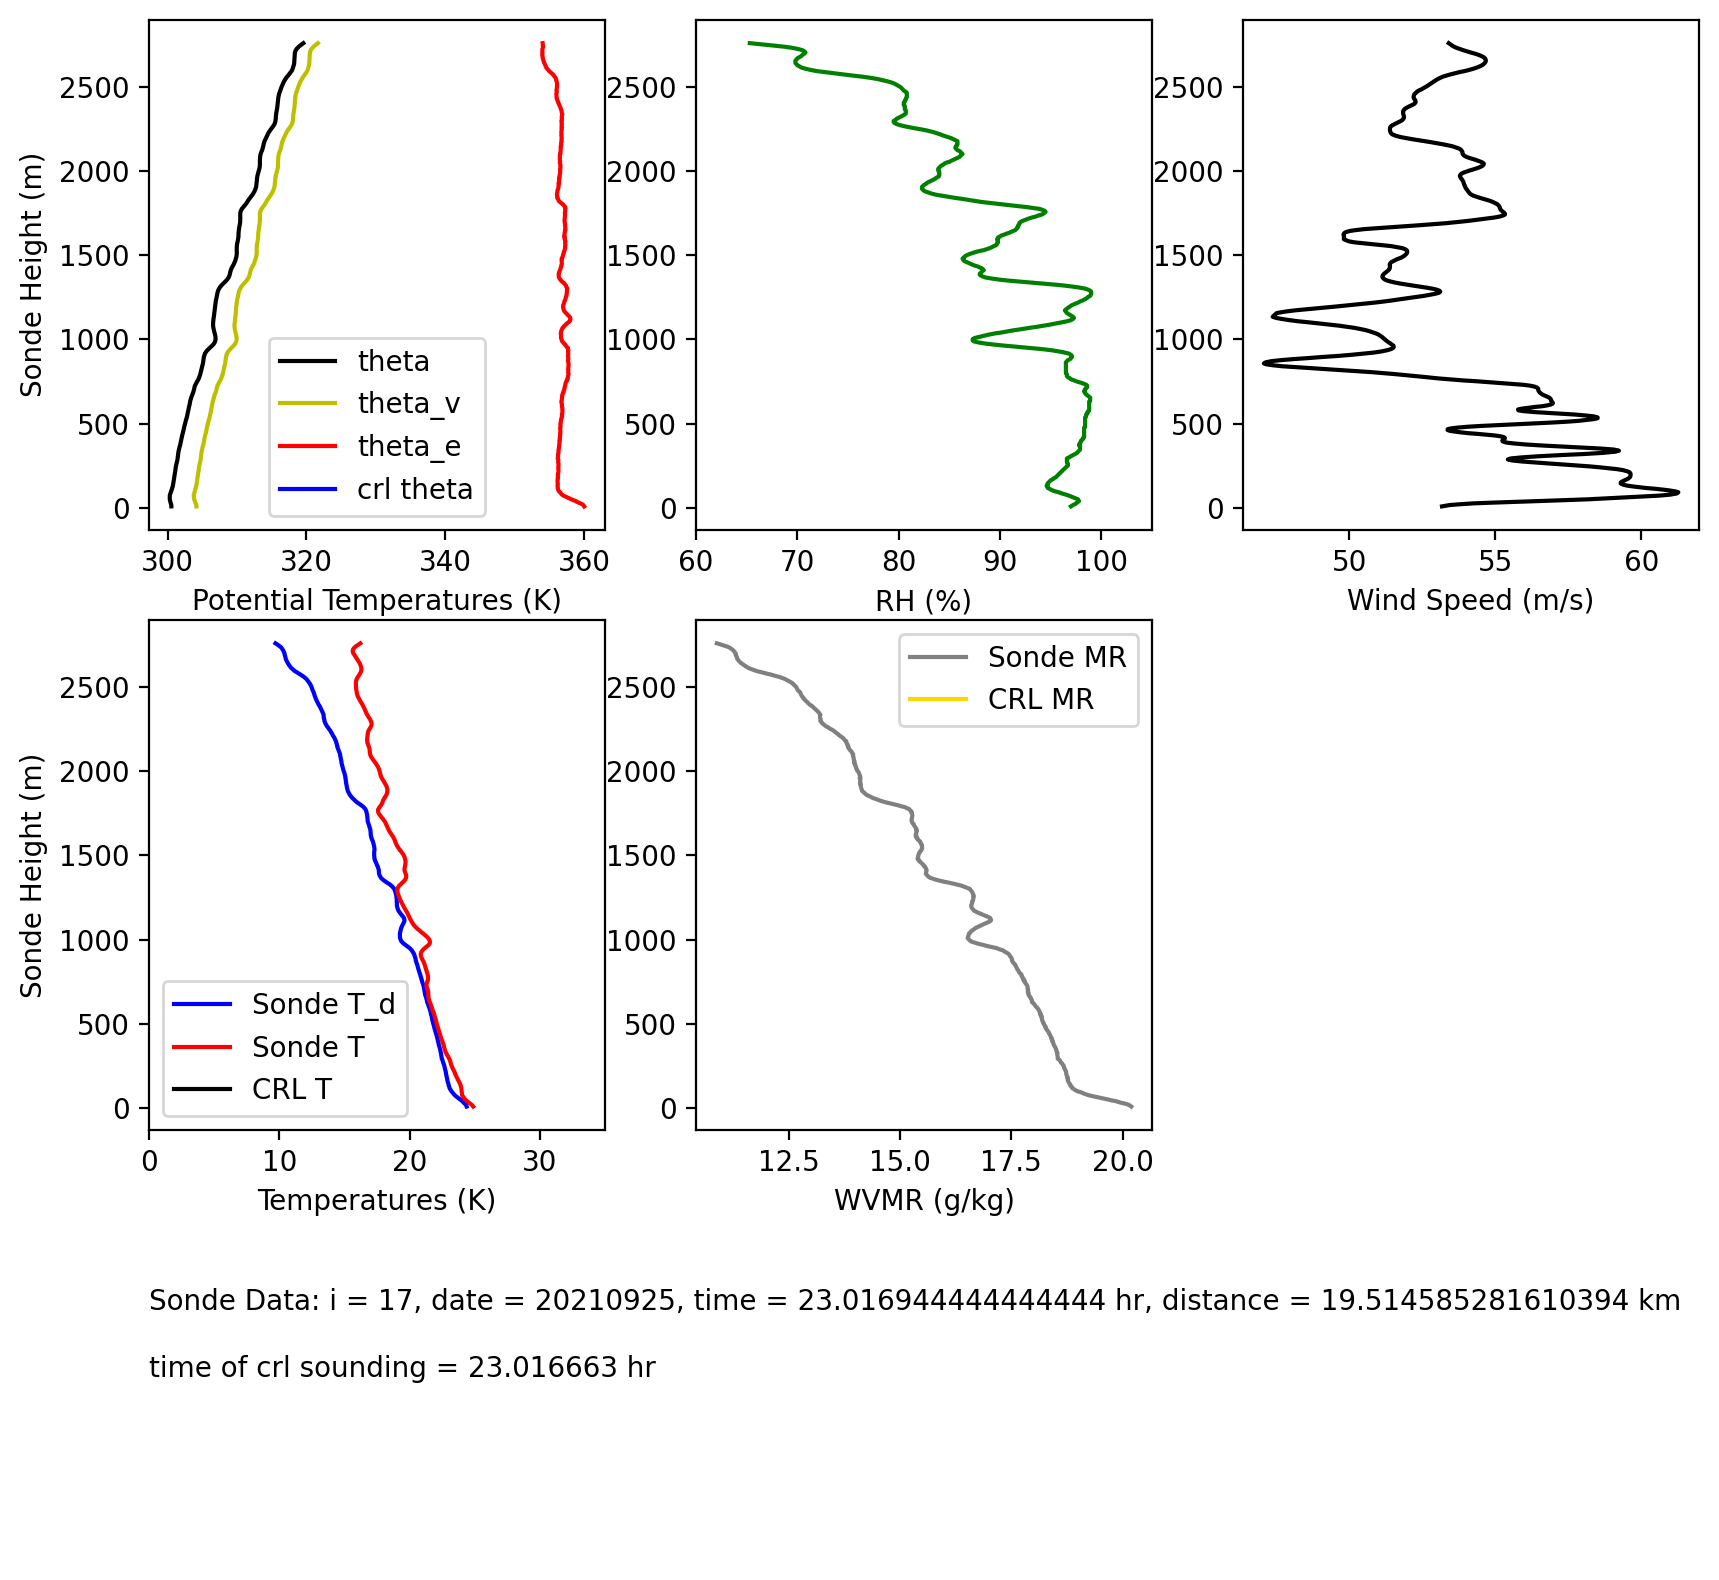 Sonde Height (m)
2500
2000
1500
1000
500
0
theta
theta_v
theta_e
crl theta
300
320
340
360
Potential Temperatures (K)
2500
2000
1500
1000
500
0
60
70
80
90
100
RH (%)
2500
2000
1500
1000
500
0
50
55
60
Wind Speed (m/s)
Sonde Height (m)
2500
2000
1500
1000
500
0
Sonde T_d
Sonde T
CRL T
0
10
20
30
Temperatures (K)
2500
2000
1500
1000
500
0
Sonde MR
CRL MR
12.5
15.0
17.5
20.0
WVMR (g/kg)
Sonde Data: i = 17, date = 20210925, time = 23.016944444444444 hr, distance = 19.514585281610394 km
time of crl sounding = 23.016663 hr